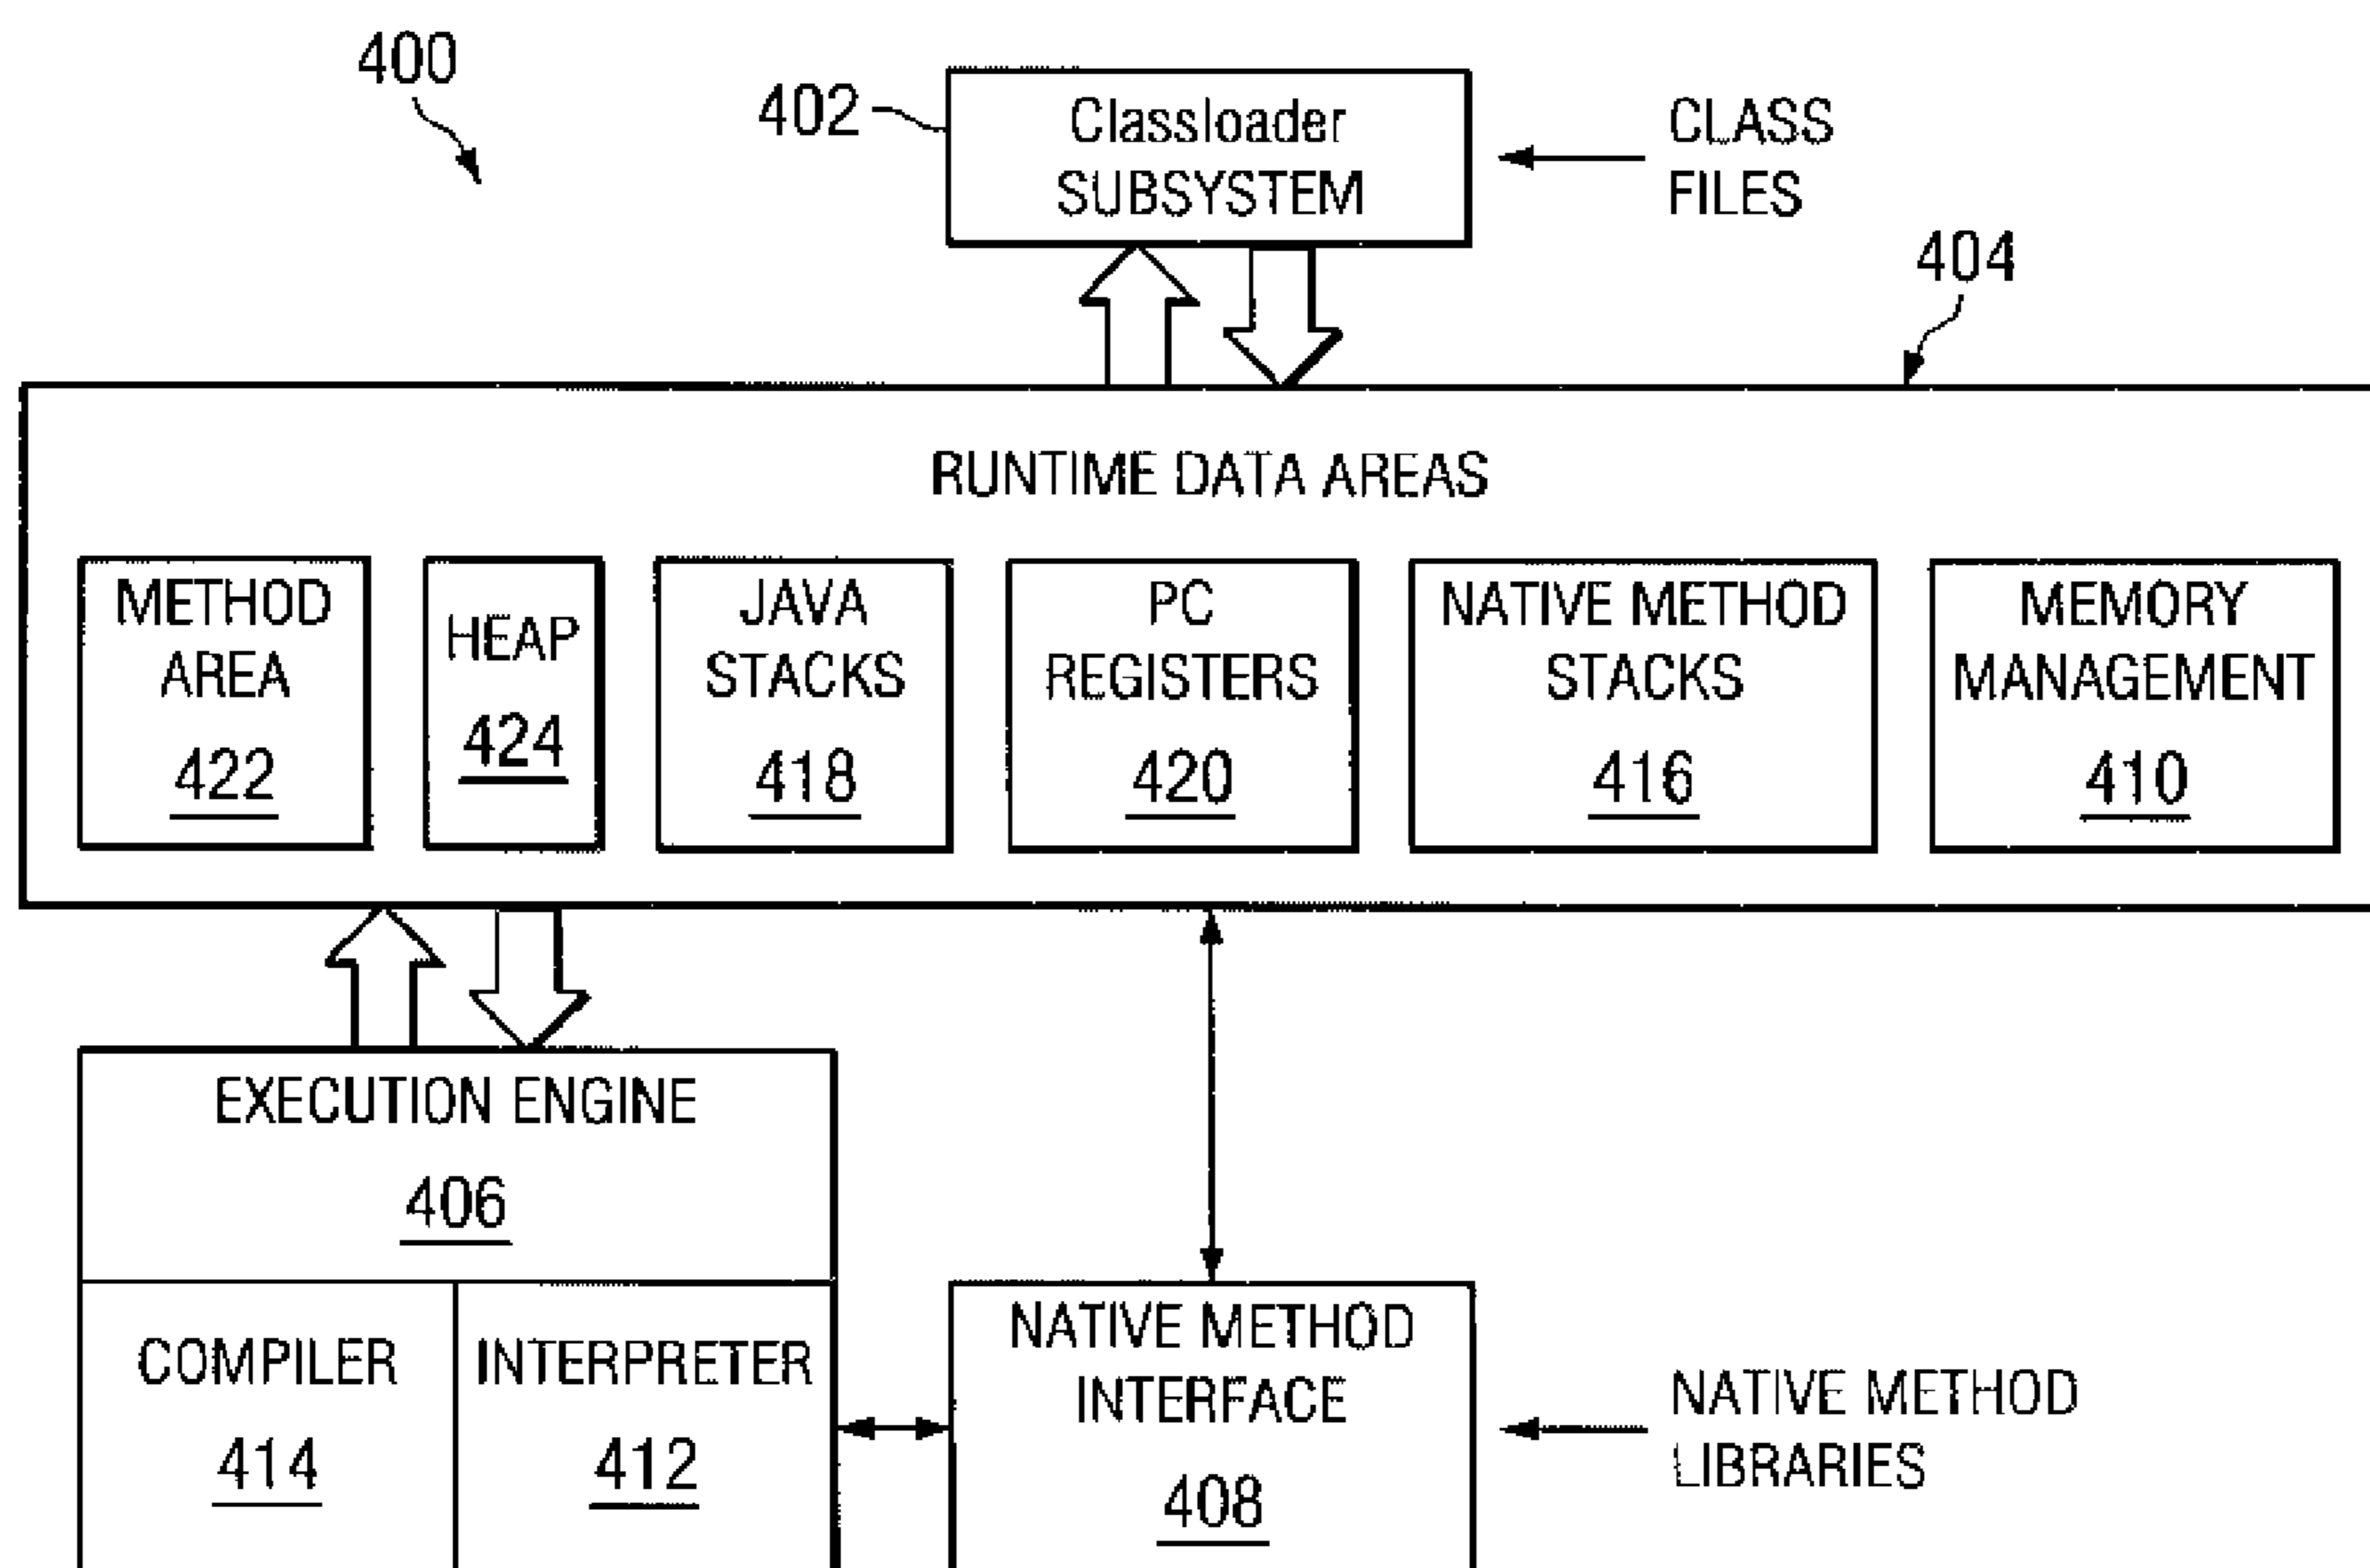 400
402
Classloader
SUBSYSTEM
CLASS
FILES
404
RUNTIME DATA AREAS
METHOD
AREA
422
HEAP
424
JAVA
STACKS
418
PC
REGISTERS
420
NATIVE METHOD
STACKS
416
MEMORY
MANAGEMENT
410
EXECUTION ENGINE
406
COMPILER
414
INTERPRETER
412
NATIVE METHOD
INTERFACE
408
NATIVE METHOD
LIBRARIES